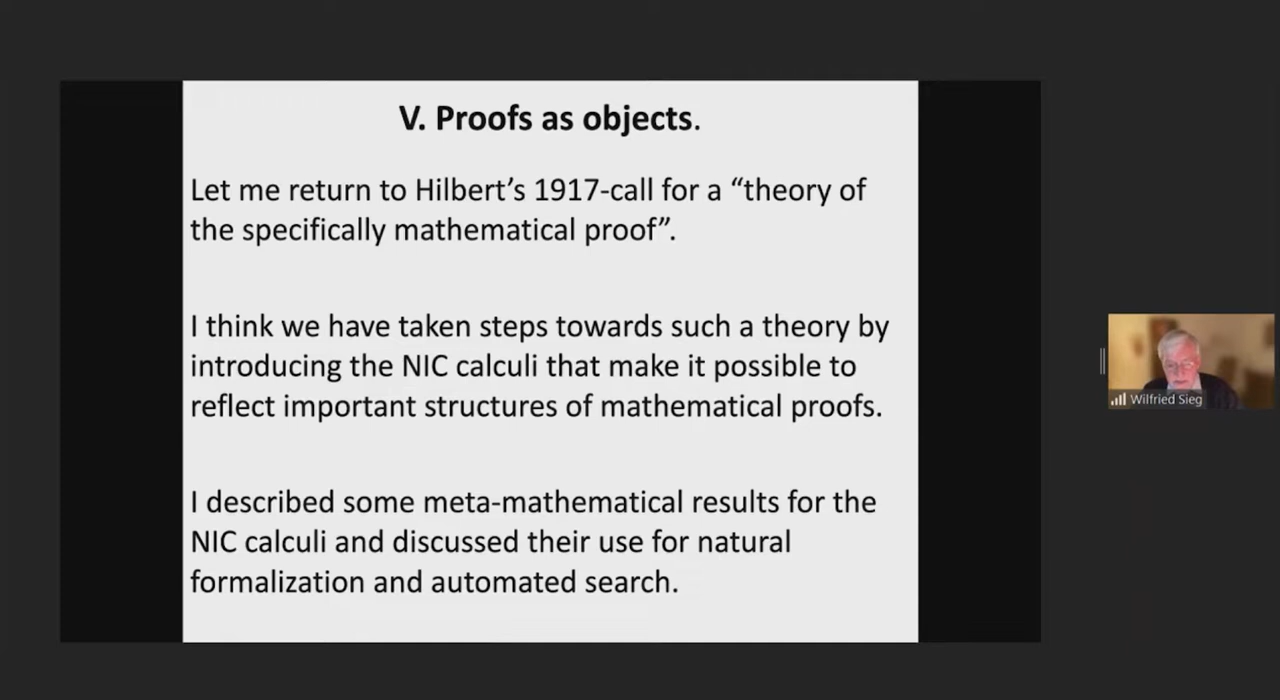 V. Proofs as objects.
Let me return to Hilbert’s 1917-call for a “theory of
the specifically mathematical proof”.
I think we have taken steps towards such a theory by
introducing the NIC calculi that make it possible to
reflect important structures of mathematical proofs.
I described some meta-mathematical results for the
NIC calculi and discussed their use for natural
formalization and automated search.
Wilfried Sieg